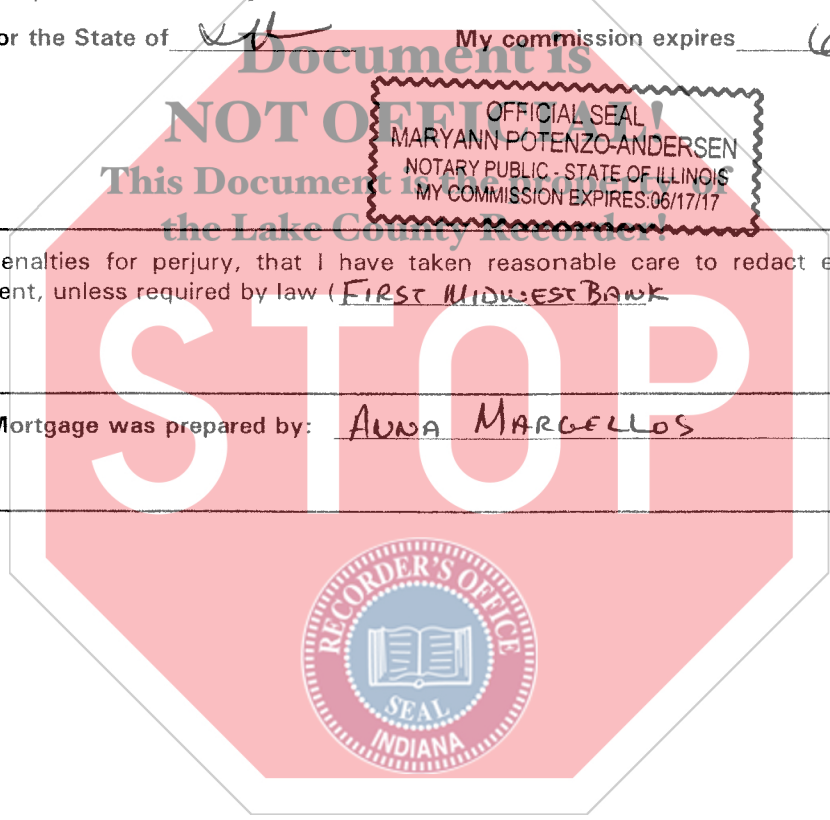 or the State of My commission expires
Document is
NOT OFFICIAL!
This Document is the property of
the Lake County Recorder!
OFFICIAL SEAL
MARYANN POTENZO-ANDERSEN
NOTARY PUBLIC - STATE OF ILLINOIS
MY COMMISSION EXPIRES:06/17/17
enalties for perjury, that I have taken reasonable care to redact e
ent, unless required by law (FIRST MIDWEST BANK
STOP
Mortgage was prepared by: ANNA MARGELLOS
RECORDER'S OFFICE
SEAL
INDIANA